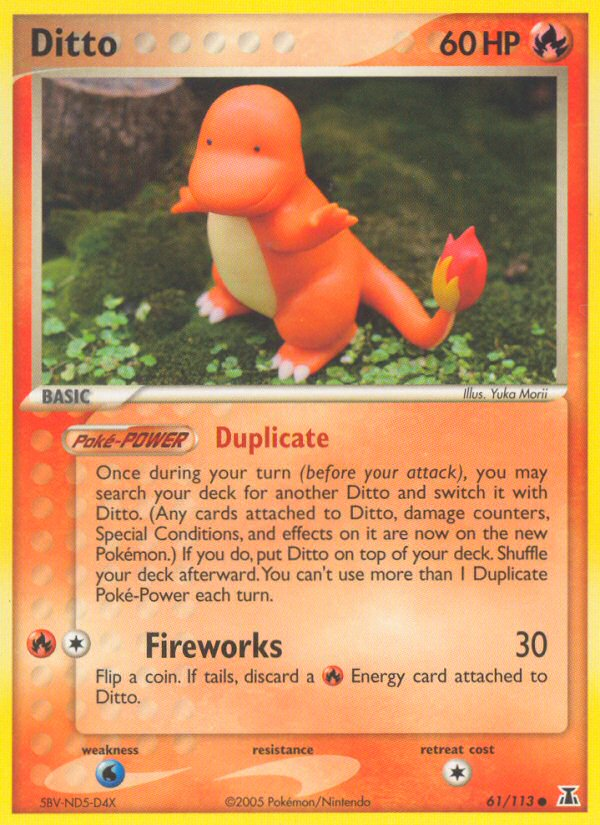 Ditto
60 HP
BASIC
Illus. Yuka Morii
Poké-POWER Duplicate
Once during your turn (before your attack), you may
search your deck for another Ditto and switch it with
Ditto. (Any cards attached to Ditto, damage counters,
Special Conditions, and effects on it are now on the new
Pokémon.) If you do, put Ditto on top of your deck. Shuffle
your deck afterward. You can't use more than 1 Duplicate
Poké-Power each turn.
Fireworks 30
Flip a coin. If tails, discard a Energy card attached to
Ditto.
weakness resistance retreat cost
5BV-ND5-D4X ©2005 Pokémon/Nintendo 61/113